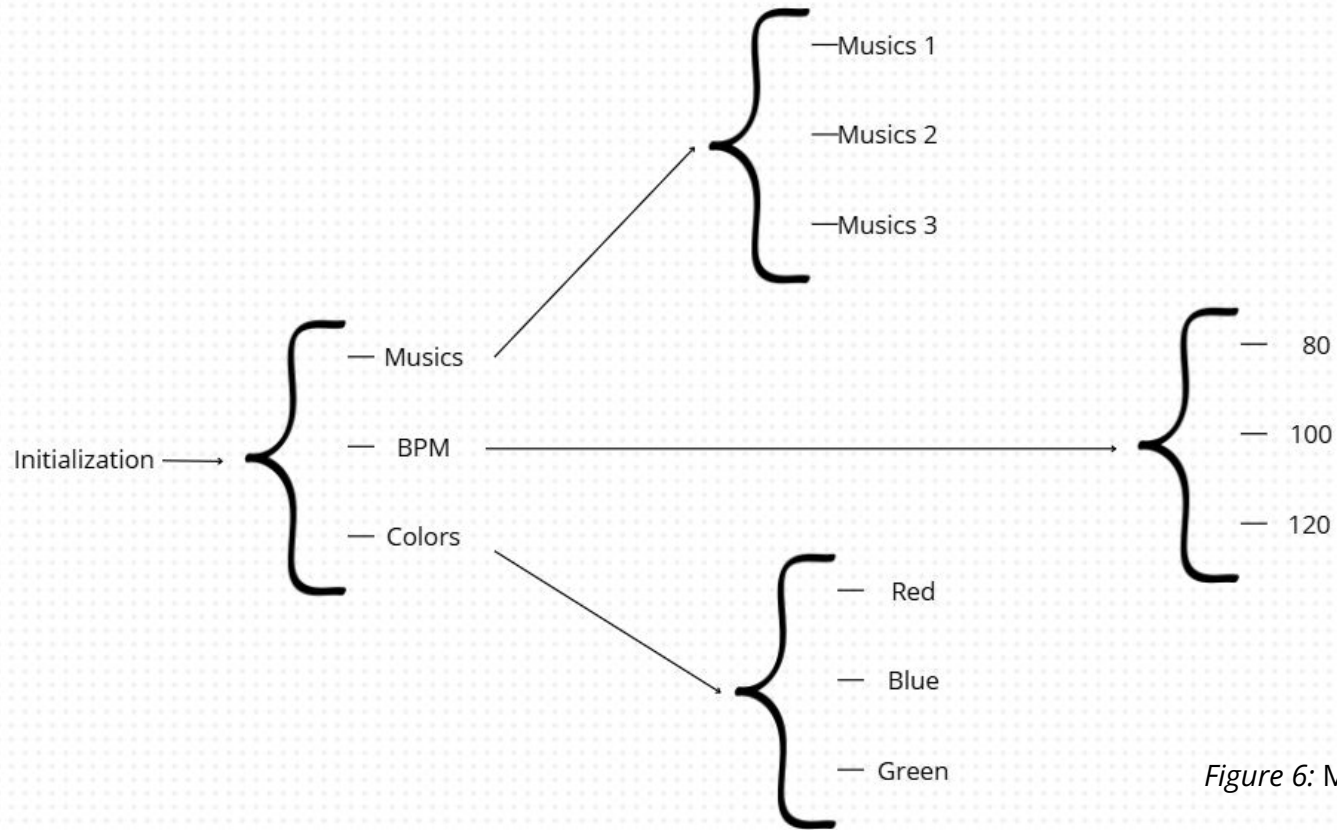 Initialization
Musics
BPM
Colors
Musics 1
Musics 2
Musics 3
80
100
120
Red
Blue
Green
Figure 6: